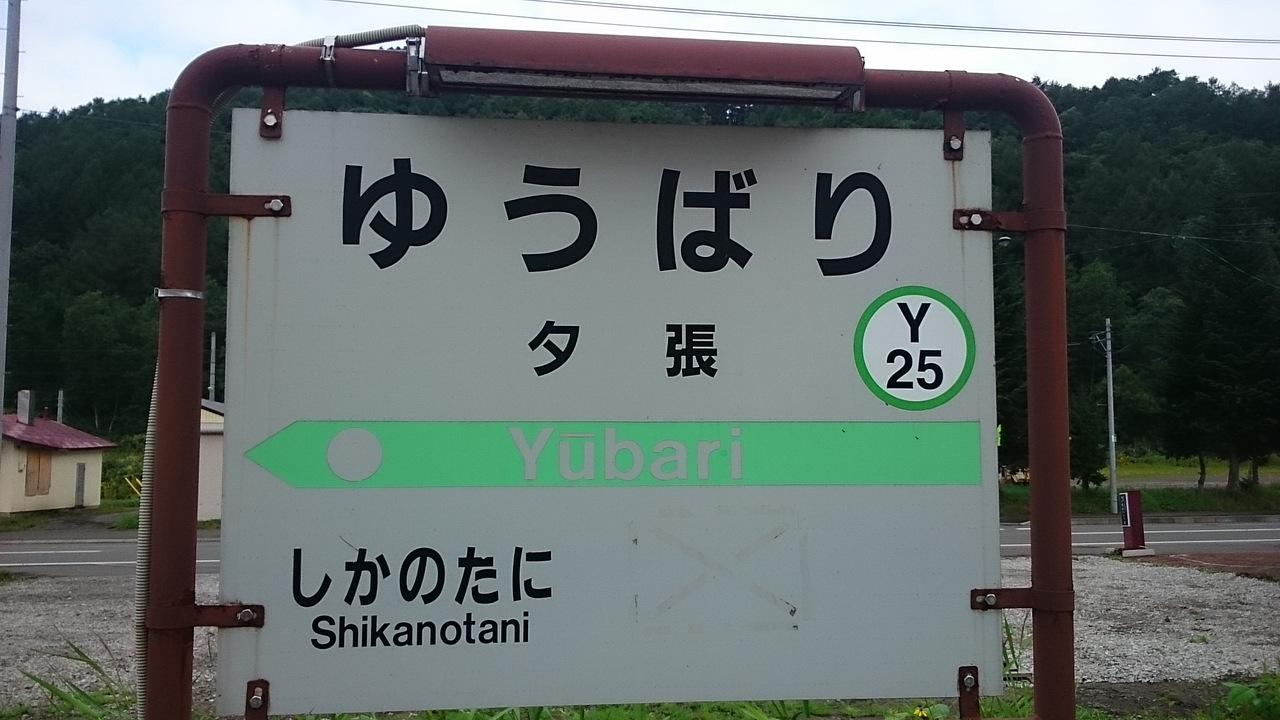 ゆうばり
夕張
Y
25
Yūbari
しかのたに
Shikanotani